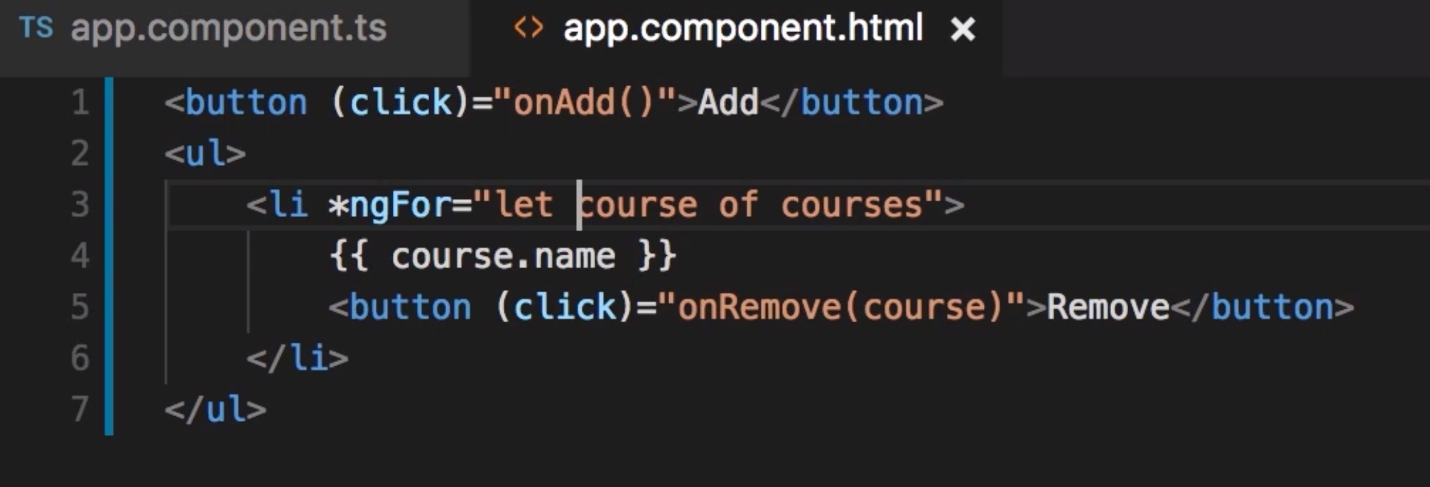 TS app.component.ts <> app.component.html ×
1 <button (click)="onAdd()">Add</button>
2 <ul>
3 <li *ngFor="let course of courses">
4 {{ course.name }}
5 <button (click)="onRemove(course)">Remove</button>
6 </li>
7 </ul>